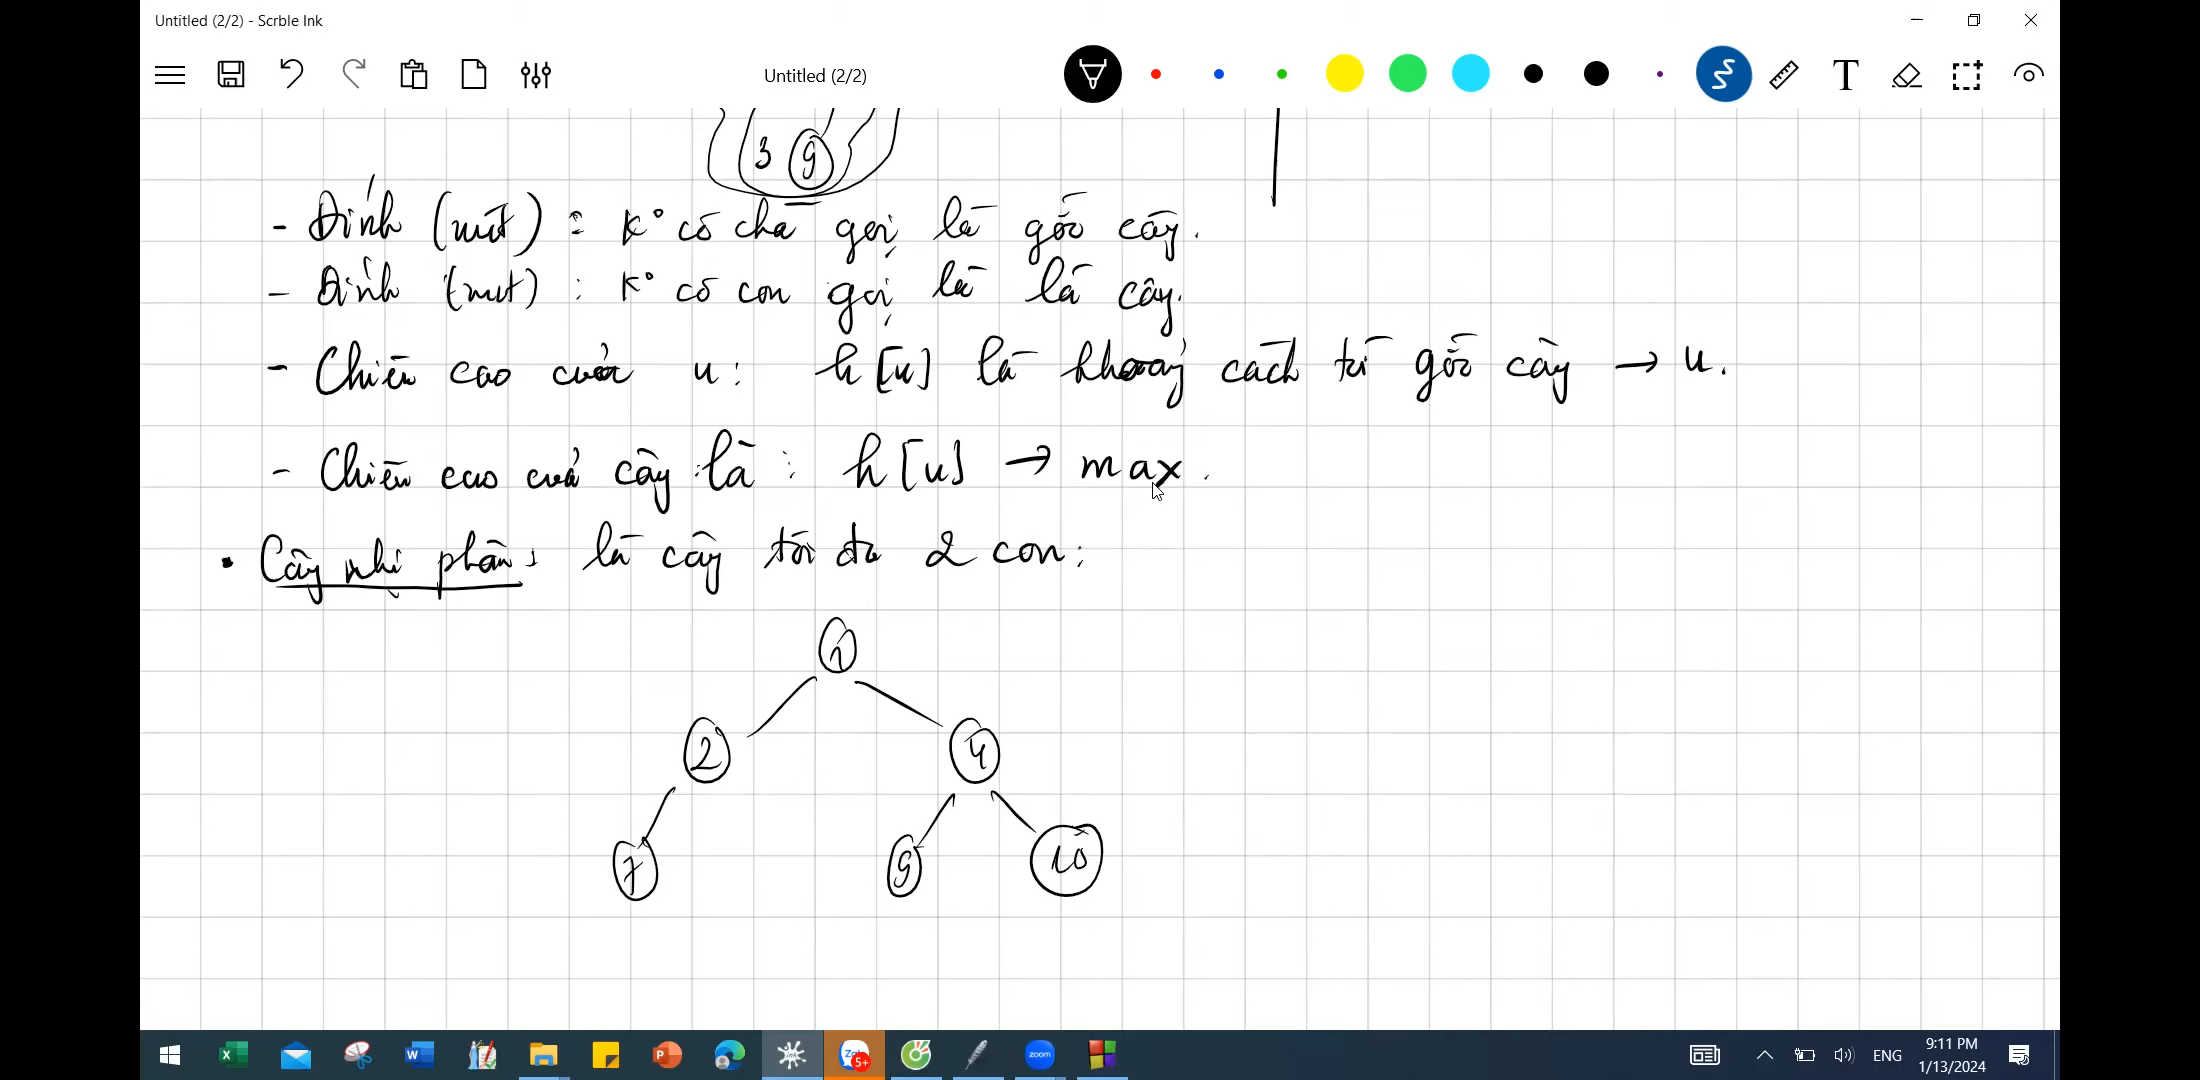 Untitled (2/2) - Scrble Ink
Untitled (2/2)
T
3 9
- Đỉnh (nút) : K° có cha gọi là gốc cây.
- Đỉnh (nút) : K° có con gọi là lá cây.
- Chiều cao của u : h[u] là khoảng cách từ gốc cây → u.
- Chiều cao của cây là : h[u] → max.
• Cây nhị phân : là cây tối đa 2 con :
1
2 4
7 9 10
zoom
5+
ENG
9:11 PM
1/13/2024